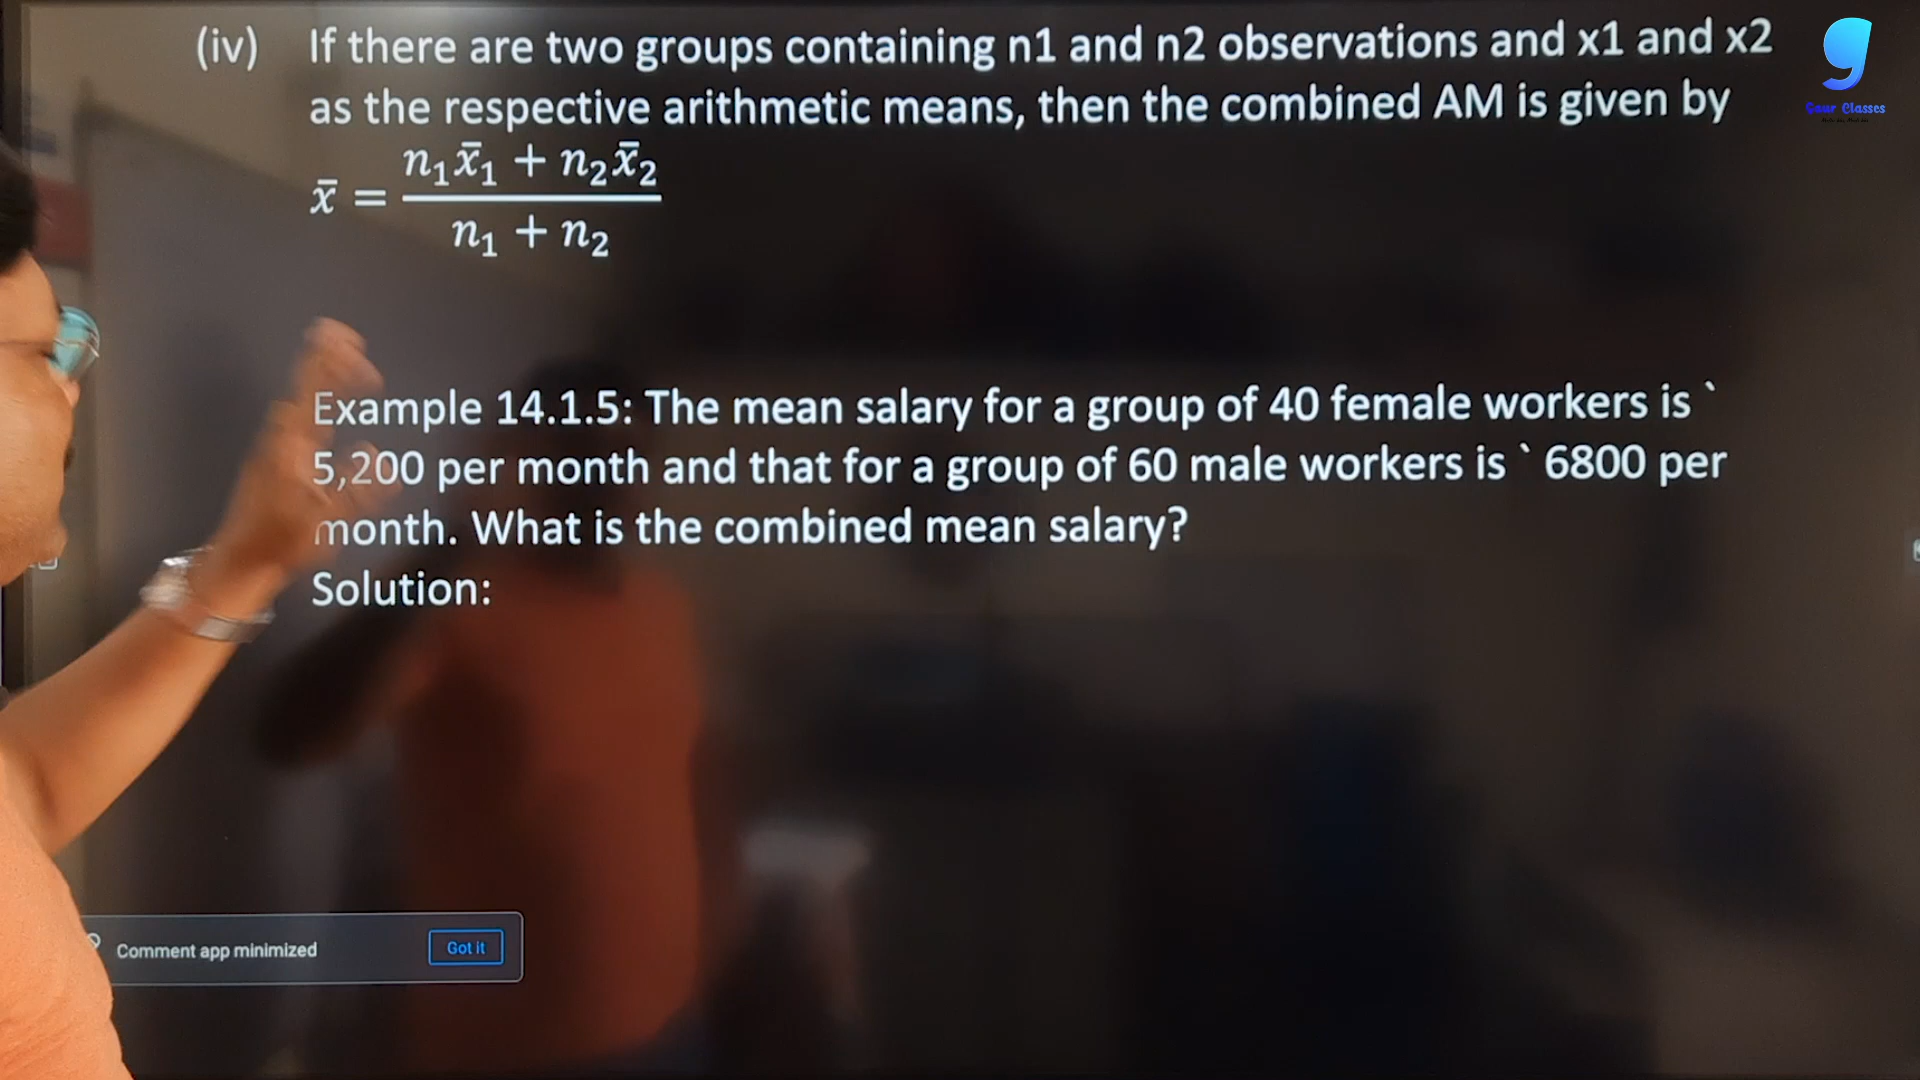 (iv) If there are two groups containing n1 and n2 observations and x1 and x2
as the respective arithmetic means, then the combined AM is given by
x̄ = (n₁x̄₁ + n₂x̄₂) / (n₁ + n₂)
Example 14.1.5: The mean salary for a group of 40 female workers is `
5,200 per month and that for a group of 60 male workers is ` 6800 per
month. What is the combined mean salary?
Solution:
Comment app minimized
Got it
Gaur Classes